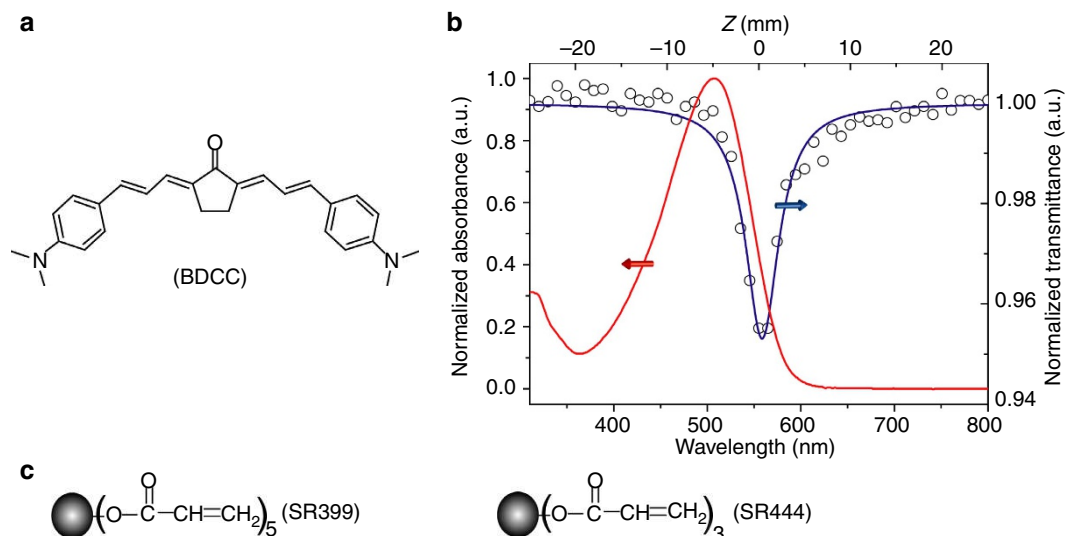 a
O
N
N
(BDCC)
b
Z (mm)
−20 −10 0 10 20
Normalized absorbance (a.u.)
1.0
0.8
0.6
0.4
0.2
0.0
1.00
0.98
0.96
0.94
Normalized transmittance (a.u.)
400 500 600 700 800
Wavelength (nm)
c
O
(O–C–CH=CH2)5 (SR399)
O
(O–C–CH=CH2)3 (SR444)